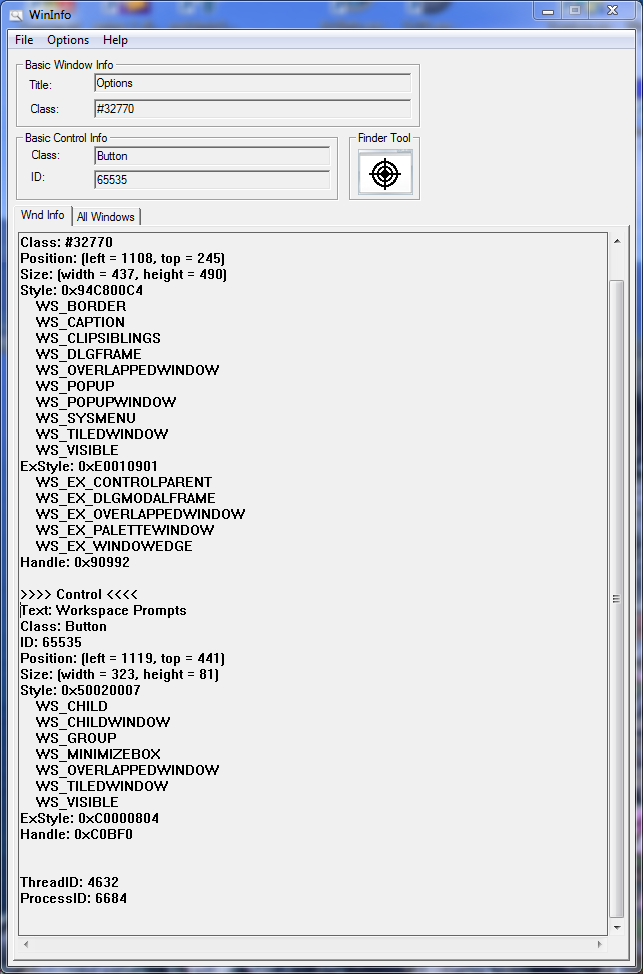 WinInfo
File Options Help
Basic Window Info
Title: Options
Class: #32770
Basic Control Info
Class: Button
ID: 65535
Finder Tool
Wnd Info All Windows
Class: #32770
Position: (left = 1108, top = 245)
Size: (width = 437, height = 490)
Style: 0x94C800C4
WS_BORDER
WS_CAPTION
WS_CLIPSIBLINGS
WS_DLGFRAME
WS_OVERLAPPEDWINDOW
WS_POPUP
WS_POPUPWINDOW
WS_SYSMENU
WS_TILEDWINDOW
WS_VISIBLE
ExStyle: 0xE0010901
WS_EX_CONTROLPARENT
WS_EX_DLGMODALFRAME
WS_EX_OVERLAPPEDWINDOW
WS_EX_PALETTEWINDOW
WS_EX_WINDOWEDGE
Handle: 0x90992
>>>> Control <<<<
Text: Workspace Prompts
Class: Button
ID: 65535
Position: (left = 1119, top = 441)
Size: (width = 323, height = 81)
Style: 0x50020007
WS_CHILD
WS_CHILDWINDOW
WS_GROUP
WS_MINIMIZEBOX
WS_OVERLAPPEDWINDOW
WS_TILEDWINDOW
WS_VISIBLE
ExStyle: 0xC0000804
Handle: 0xC0BF0
ThreadID: 4632
ProcessID: 6684